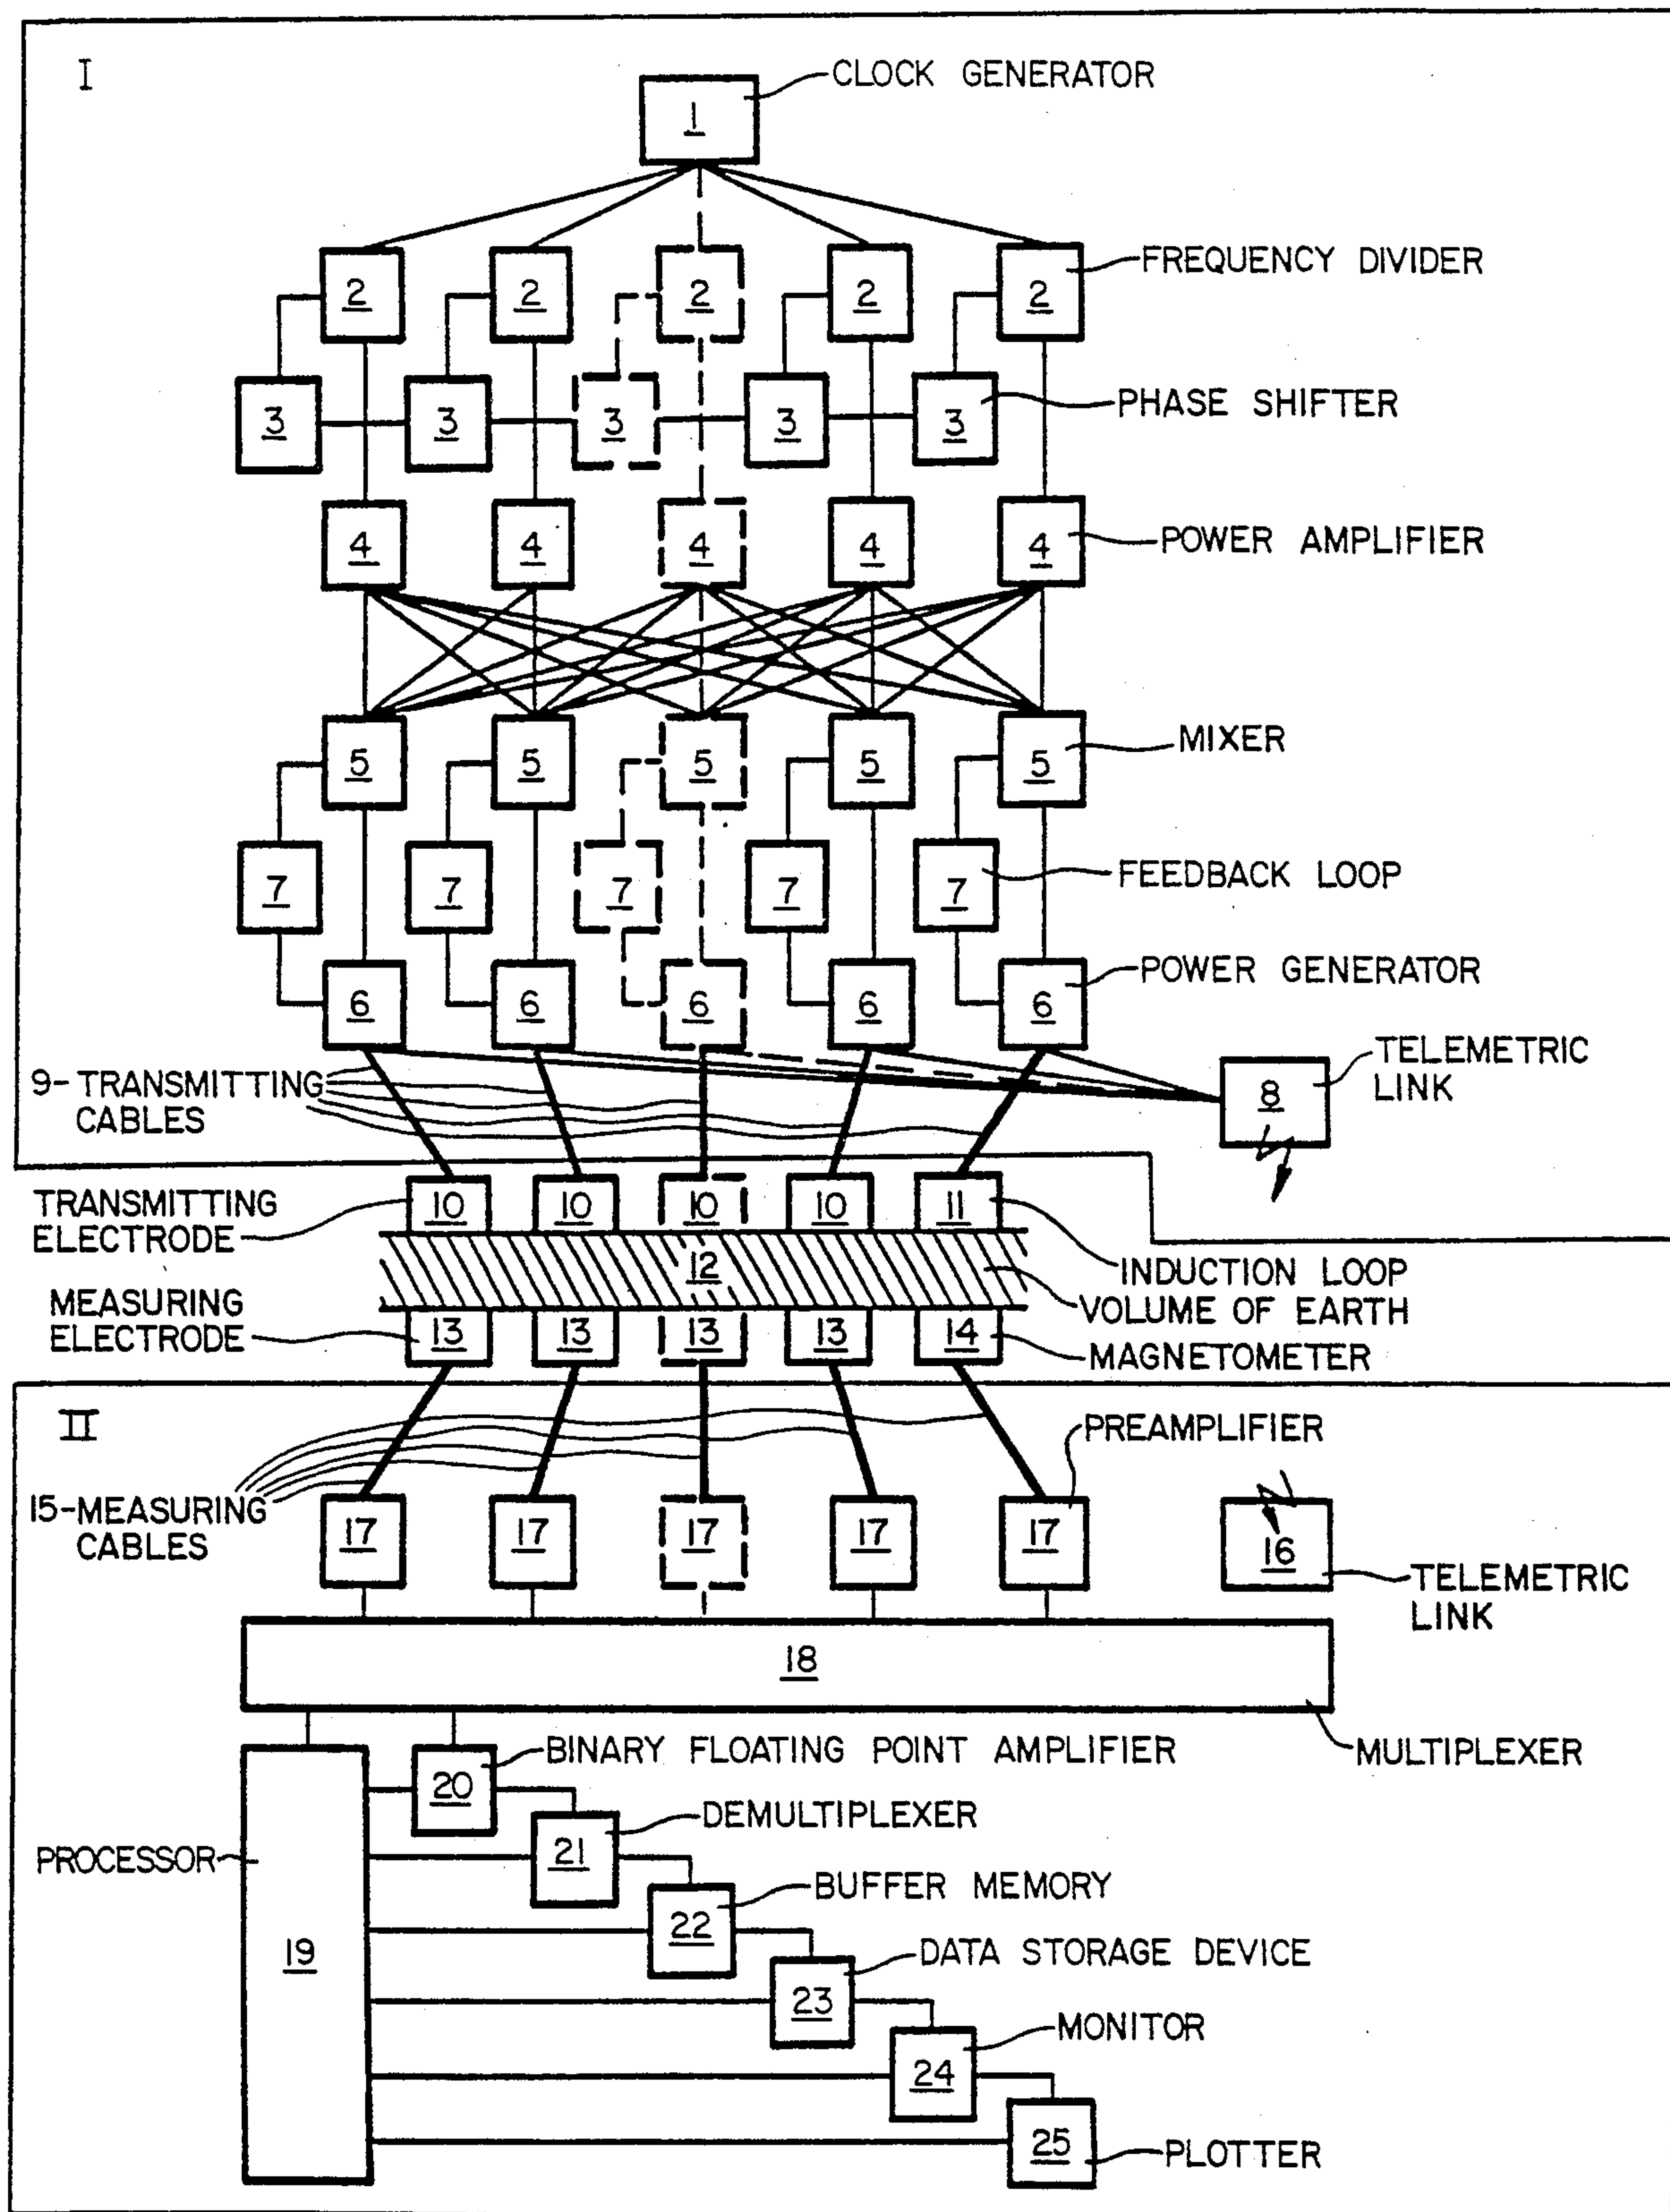 I
CLOCK GENERATOR
1
2 2 2 2 2
FREQUENCY DIVIDER
3 3 3 3 3
PHASE SHIFTER
4 4 4 4 4
POWER AMPLIFIER
5 5 5 5 5
MIXER
7 7 7 7 7
FEEDBACK LOOP
6 6 6 6 6
POWER GENERATOR
9-TRANSMITTING
CABLES
8
TELEMETRIC
LINK
TRANSMITTING
ELECTRODE
10 10 10 10 11
INDUCTION LOOP
12
VOLUME OF EARTH
MEASURING
ELECTRODE
13 13 13 13 14
MAGNETOMETER
II
PREAMPLIFIER
15-MEASURING
CABLES
17 17 17 17 17
16
TELEMETRIC
LINK
18
MULTIPLEXER
BINARY FLOATING POINT AMPLIFIER
20
DEMULTIPLEXER
21
PROCESSOR
19
BUFFER MEMORY
22
DATA STORAGE DEVICE
23
MONITOR
24
25
PLOTTER